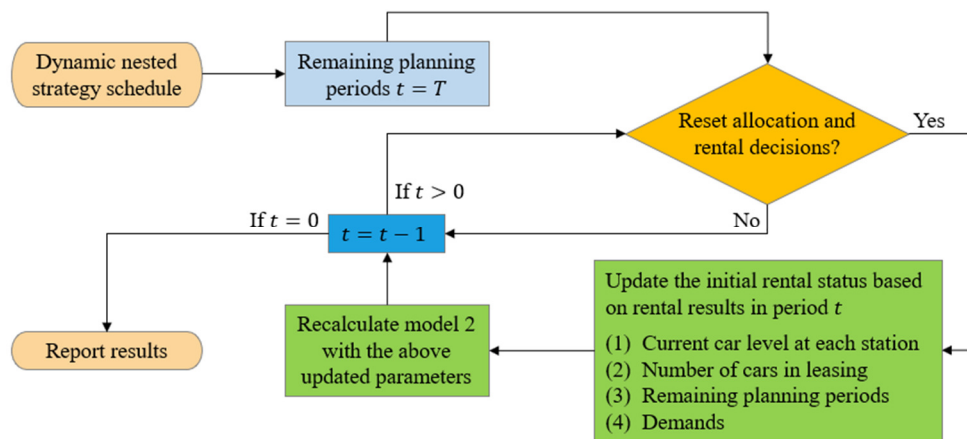 Dynamic nested
strategy schedule
Remaining planning
periods t = T
Reset allocation and
rental decisions?
Yes
No
If t > 0
If t = 0
t = t − 1
Update the initial rental status based
on rental results in period t
(1) Current car level at each station
(2) Number of cars in leasing
(3) Remaining planning periods
(4) Demands
Recalculate model 2
with the above
updated parameters
Report results